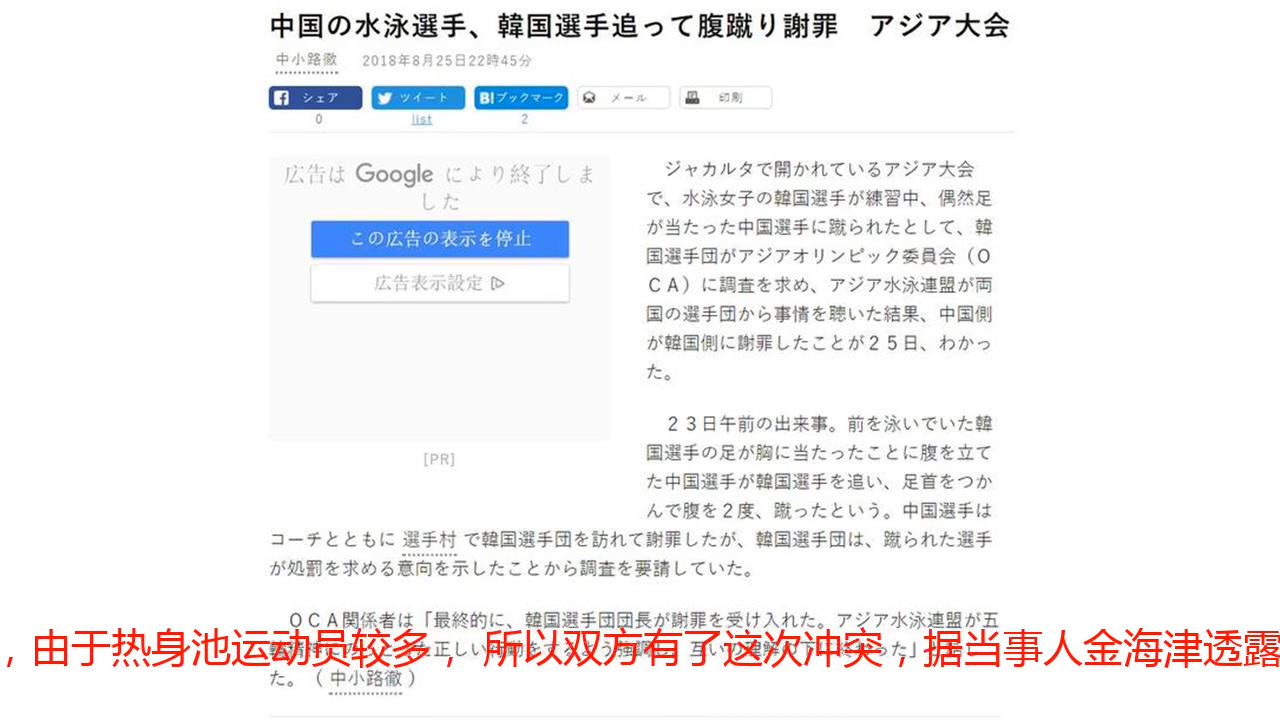 中国の水泳選手、韓国選手追って腹蹴り謝罪　アジア大会
中小路徹　2018年8月25日22時45分
シェア ツイート B!ブックマーク メール 印刷
0 list 2
広告は Google により終了しま
した
この広告の表示を停止
広告表示設定
[PR]
ジャカルタで開かれているアジア大会
で、水泳女子の韓国選手が練習中、偶然足
が当たった中国選手に蹴られたとして、韓
国選手団がアジアオリンピック委員会（Ｏ
ＣＡ）に調査を求め、アジア水泳連盟が両
国の選手団から事情を聴いた結果、中国側
が韓国側に謝罪したことが２５日、わかっ
た。
２３日午前の出来事。前を泳いでいた韓
国選手の足が胸に当たったことに腹を立て
た中国選手が韓国選手を追い、足首をつか
んで腹を２度、蹴ったという。中国選手は
コーチとともに 選手村 で韓国選手団を訪れて謝罪したが、韓国選手団は、蹴られた選手
が処罰を求める意向を示したことから調査を要請していた。
ＯＣＡ関係者は「最終的に、韓国選手団団長が謝罪を受け入れた。アジア水泳連盟が五
，由于热身池运动员较多，所以双方有了这次冲突，据当事人金海津透露
た。（ 中小路徹 ）